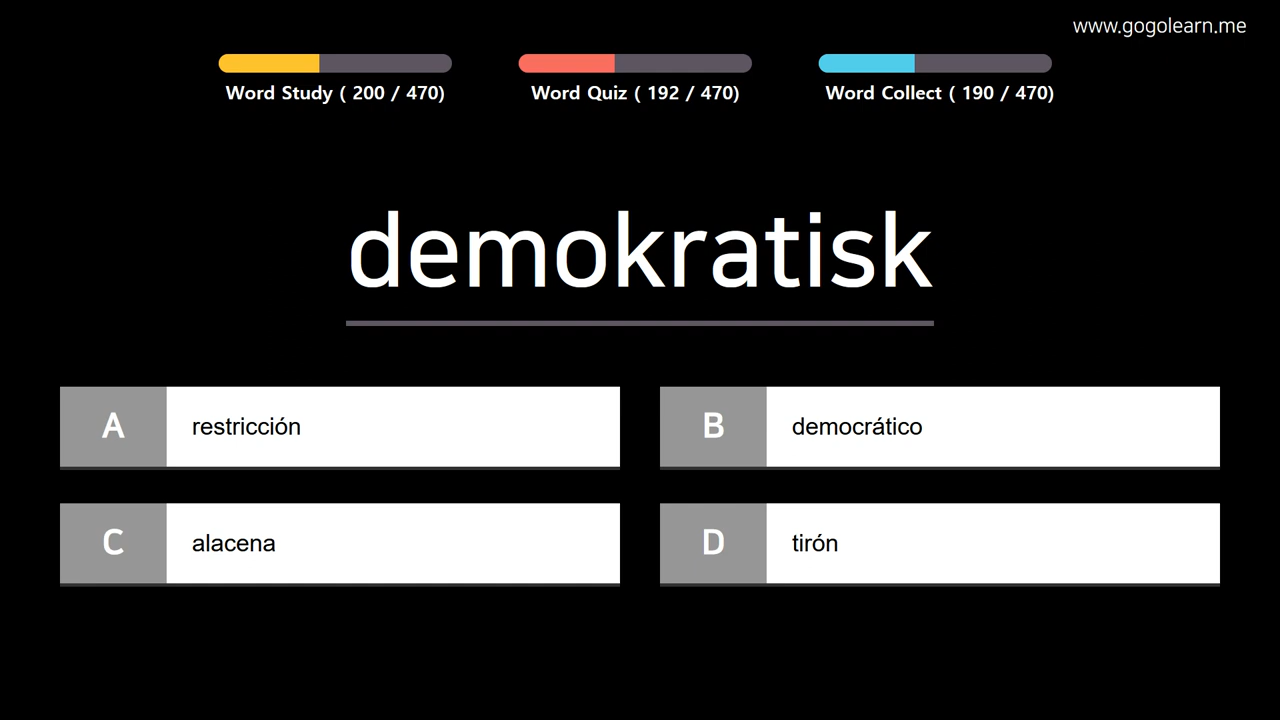 www.gogolearn.me
Word Study ( 200 / 470)
Word Quiz ( 192 / 470)
Word Collect ( 190 / 470)
demokratisk
A
restricción
B
democrático
C
alacena
D
tirón